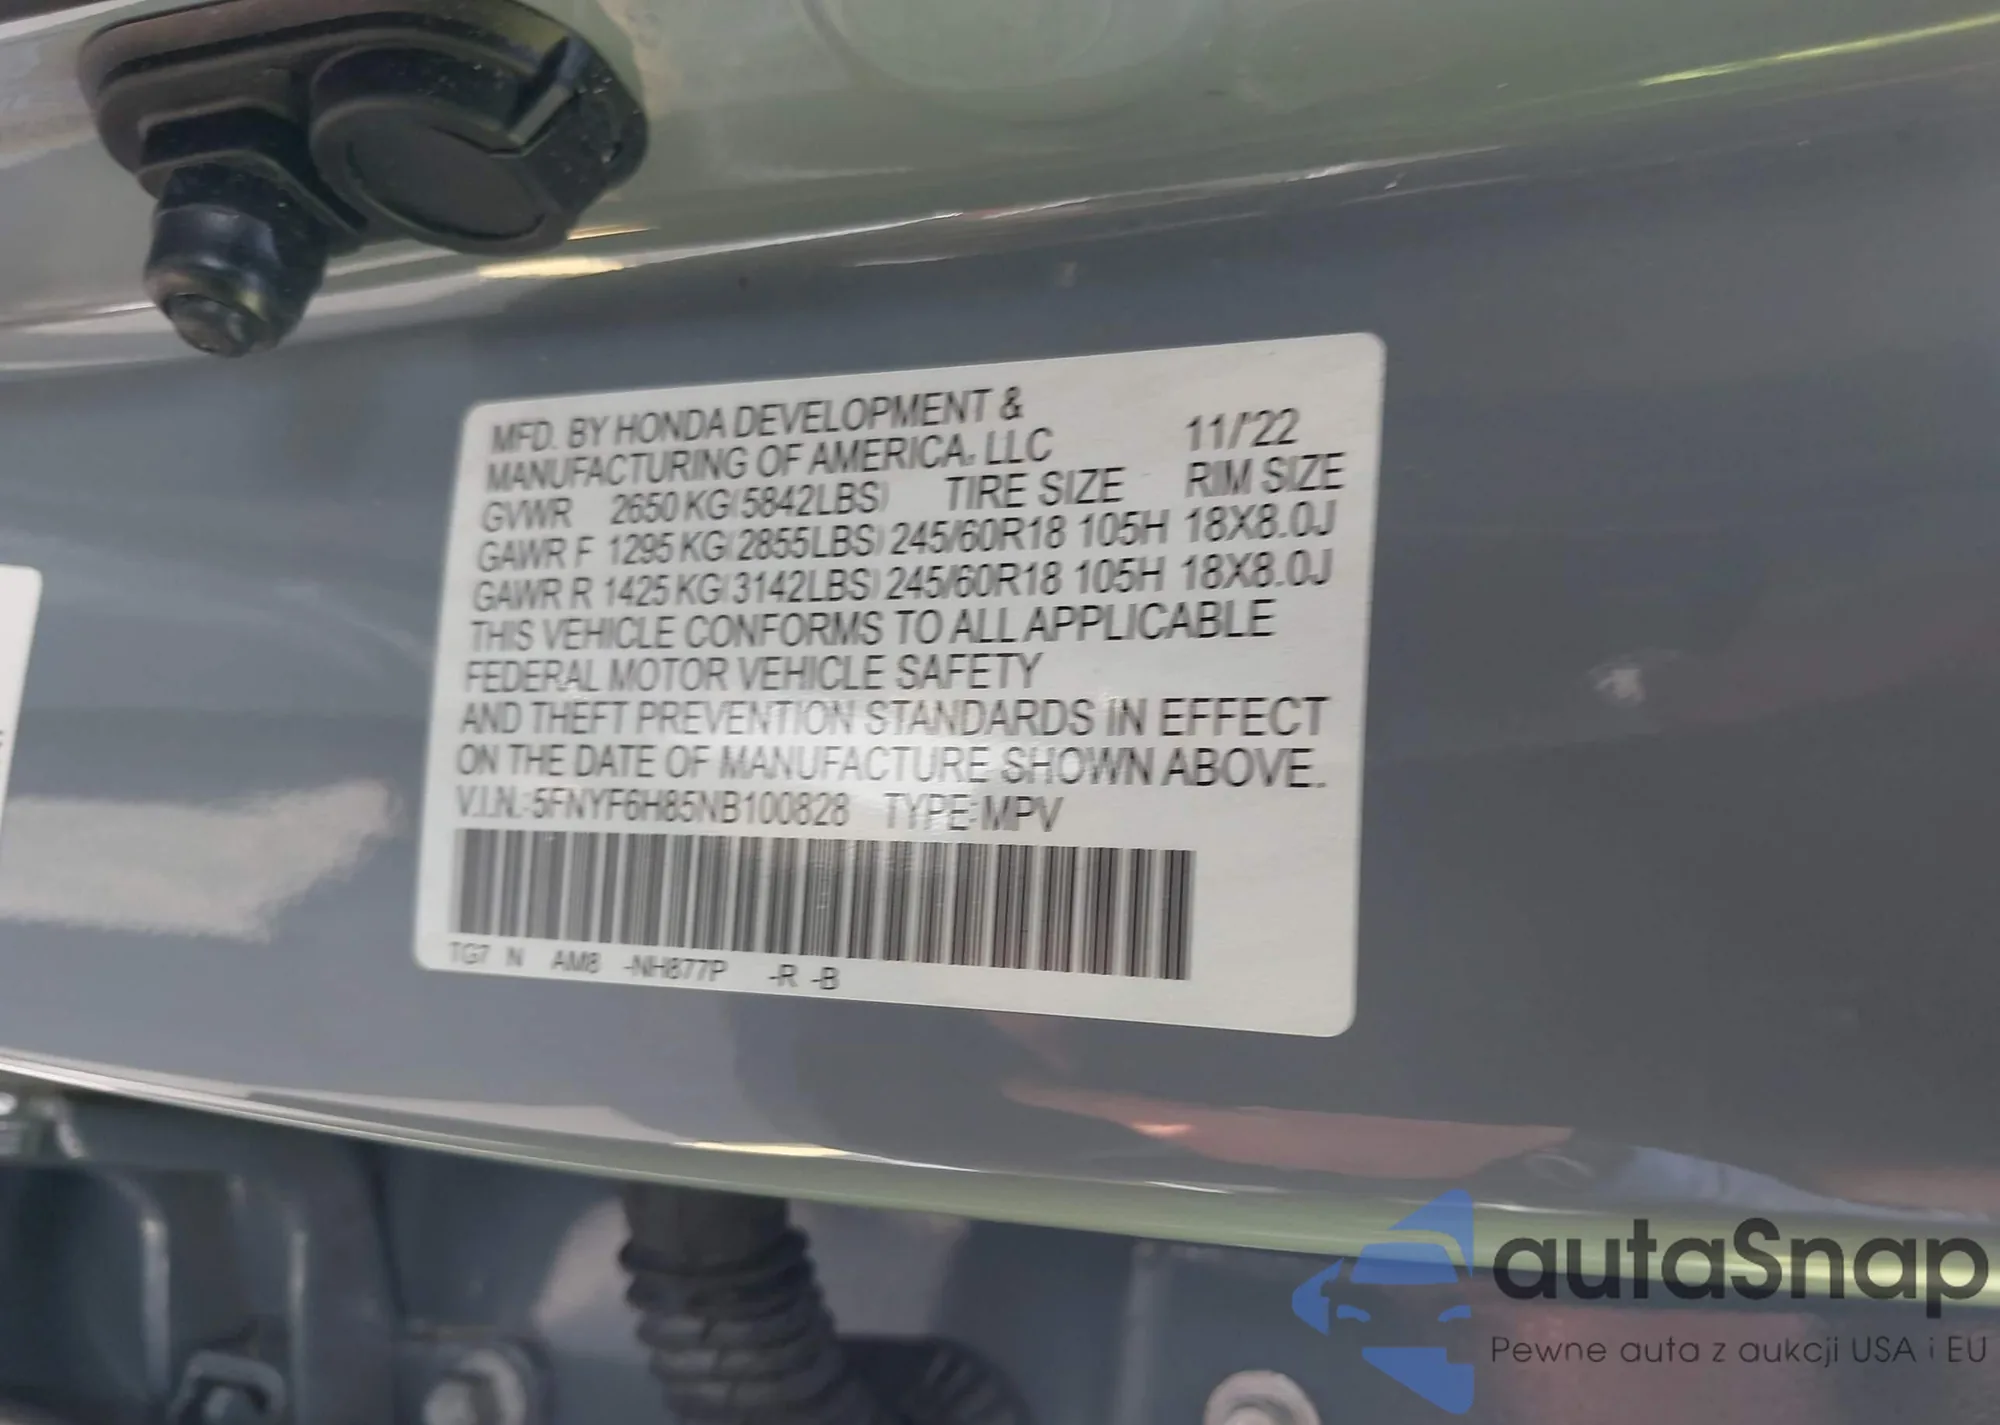 MFD. BY HONDA DEVELOPMENT &
MANUFACTURING OF AMERICA, LLC 11/'22
GVWR 2650 KG(5842LBS) TIRE SIZE RIM SIZE
GAWR F 1295 KG(2855LBS) 245/60R18 105H 18X8.0J
GAWR R 1425 KG(3142LBS) 245/60R18 105H 18X8.0J
THIS VEHICLE CONFORMS TO ALL APPLICABLE
FEDERAL MOTOR VEHICLE SAFETY
AND THEFT PREVENTION STANDARDS IN EFFECT
ON THE DATE OF MANUFACTURE SHOWN ABOVE.
V.I.N.:5FNYF6H85NB100828 TYPE:MPV
TG7 N AM8 -NH877P -R -B
autaSnap
Pewne auta z aukcji USA i EU